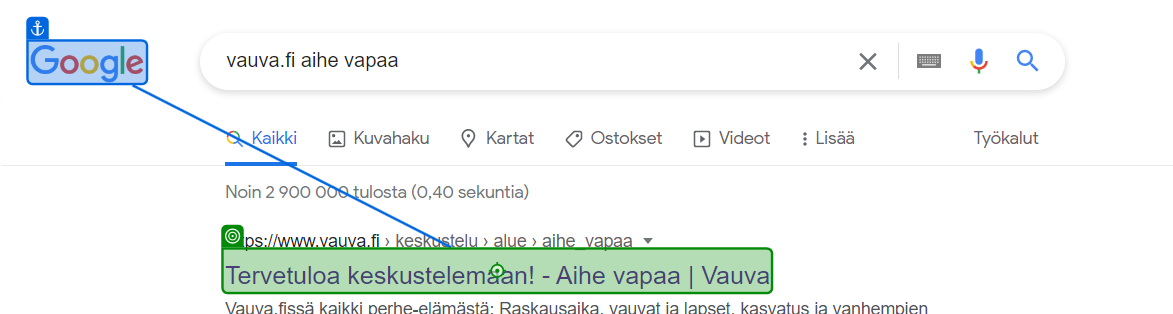 Google
vauva.fi aihe vapaa
Kaikki Kuvahaku Kartat Ostokset Videot Lisää Työkalut
Noin 2 900 000 tulosta (0,40 sekuntia)
ps://www.vauva.fi › keskustelu › alue › aihe_vapaa
Tervetuloa keskustelemaan! - Aihe vapaa | Vauva
Vauva.fissä kaikki perhe-elämästä: Raskausaika, vauvat ja lapset, kasvatus ja vanhempien